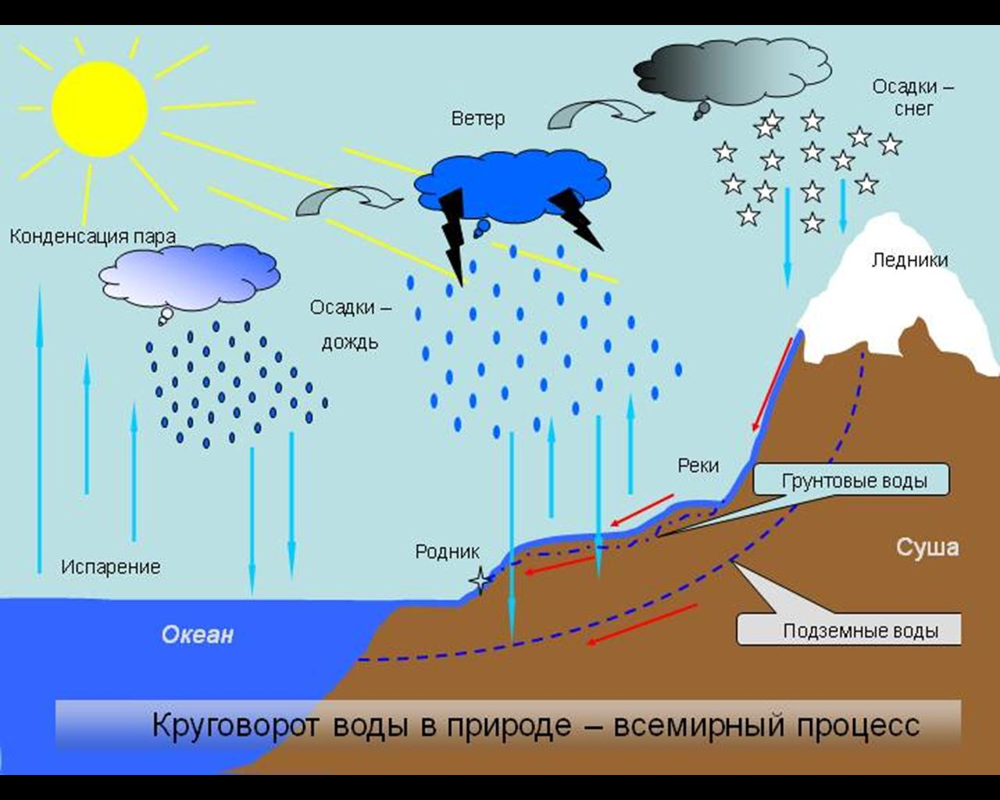 Осадки –
снег
Ветер
Конденсация пара
Ледники
Осадки –
дождь
Реки
Грунтовые воды
Суша
Родник
Испарение
Океан
Подземные воды
Круговорот воды в природе – всемирный процесс